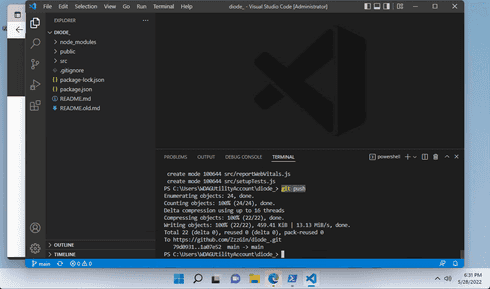 File Edit Selection View Go Run Terminal Help
diode_ - Visual Studio Code [Administrator]
EXPLORER
DIODE_
node_modules
public
src
.gitignore
package-lock.json
package.json
README.md
README.old.md
OUTLINE
TIMELINE
PROBLEMS OUTPUT DEBUG CONSOLE TERMINAL
powershell
create mode 100644 src/reportWebVitals.js
create mode 100644 src/setupTests.js
PS C:\Users\WDAGUtilityAccount\diode_> git push
Enumerating objects: 24, done.
Counting objects: 100% (24/24), done.
Delta compression using up to 16 threads
Compressing objects: 100% (22/22), done.
Writing objects: 100% (22/22), 459.41 KiB | 13.13 MiB/s, done.
Total 22 (delta 0), reused 0 (delta 0), pack-reused 0
To https://github.com/ZzzGin/diode_.git
79d0931..1a07e52 main -> main
PS C:\Users\WDAGUtilityAccount\diode_>
main
0 0
6:31 PM
5/28/2022